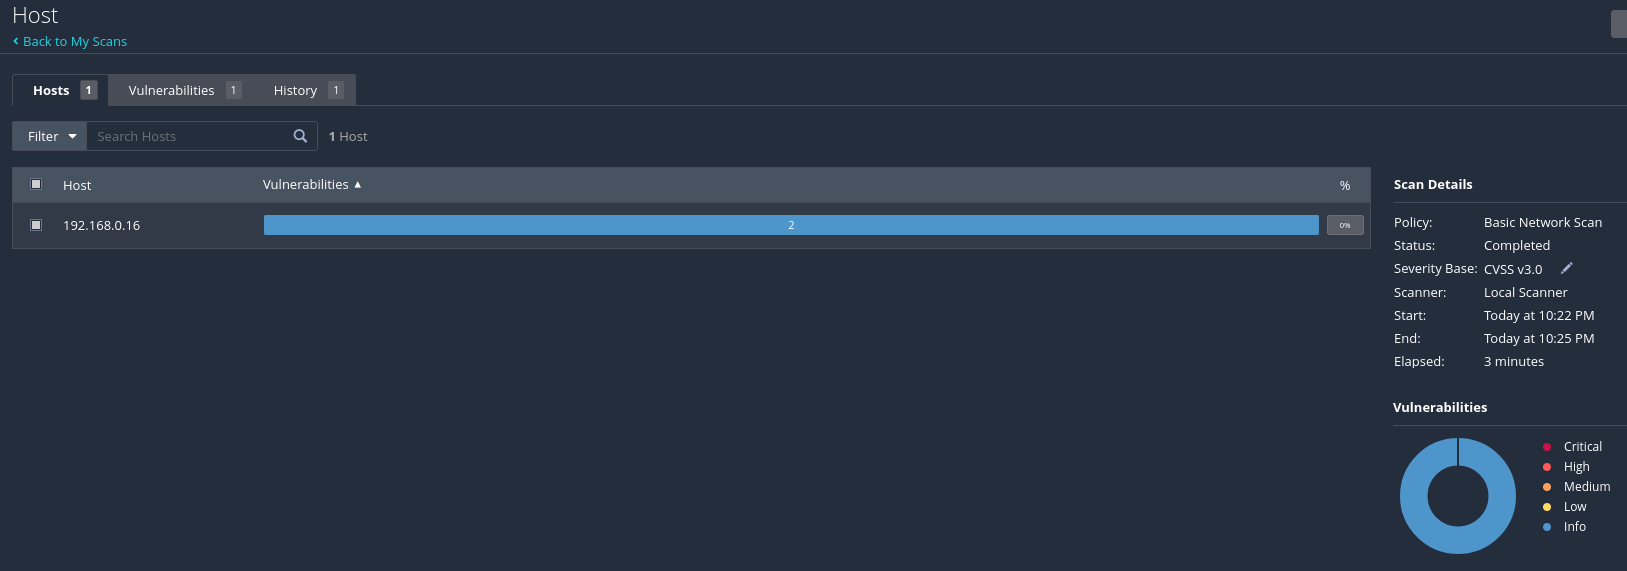 Host
Back to My Scans
Hosts 1 Vulnerabilities 1 History 1
Filter Search Hosts 1 Host
Host Vulnerabilities %
192.168.0.16 2 0%
Scan Details
Policy: Basic Network Scan
Status: Completed
Severity Base: CVSS v3.0
Scanner: Local Scanner
Start: Today at 10:22 PM
End: Today at 10:25 PM
Elapsed: 3 minutes
Vulnerabilities
Critical
High
Medium
Low
Info